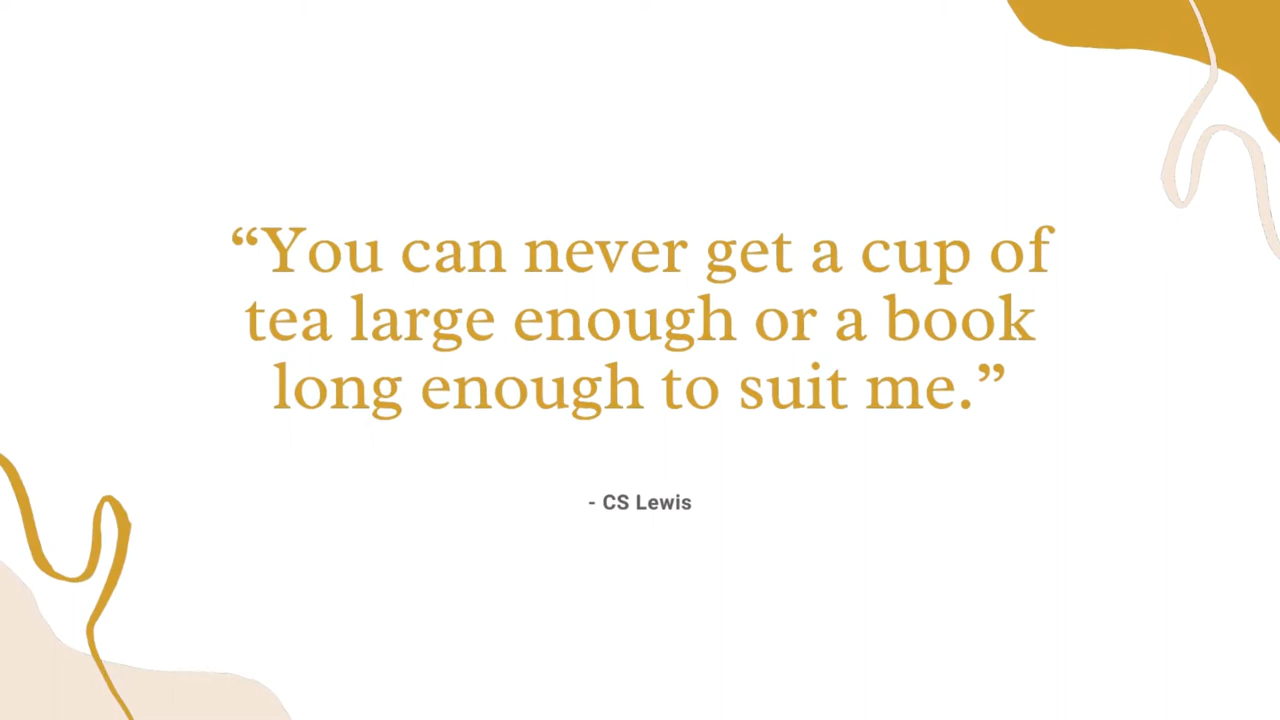 “You can never get a cup of
tea large enough or a book
long enough to suit me.”
- CS Lewis